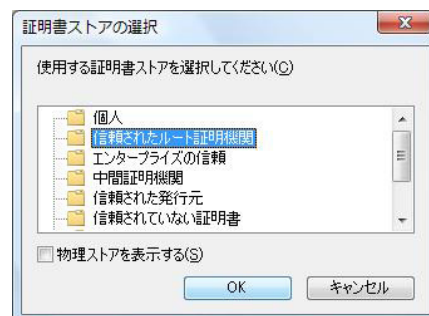 証明書ストアの選択
使用する証明書ストアを選択してください(C)
個人
信頼されたルート証明機関
エンタープライズの信頼
中間証明機関
信頼された発行元
信頼されていない証明書
物理ストアを表示する(S)
OK
キャンセル